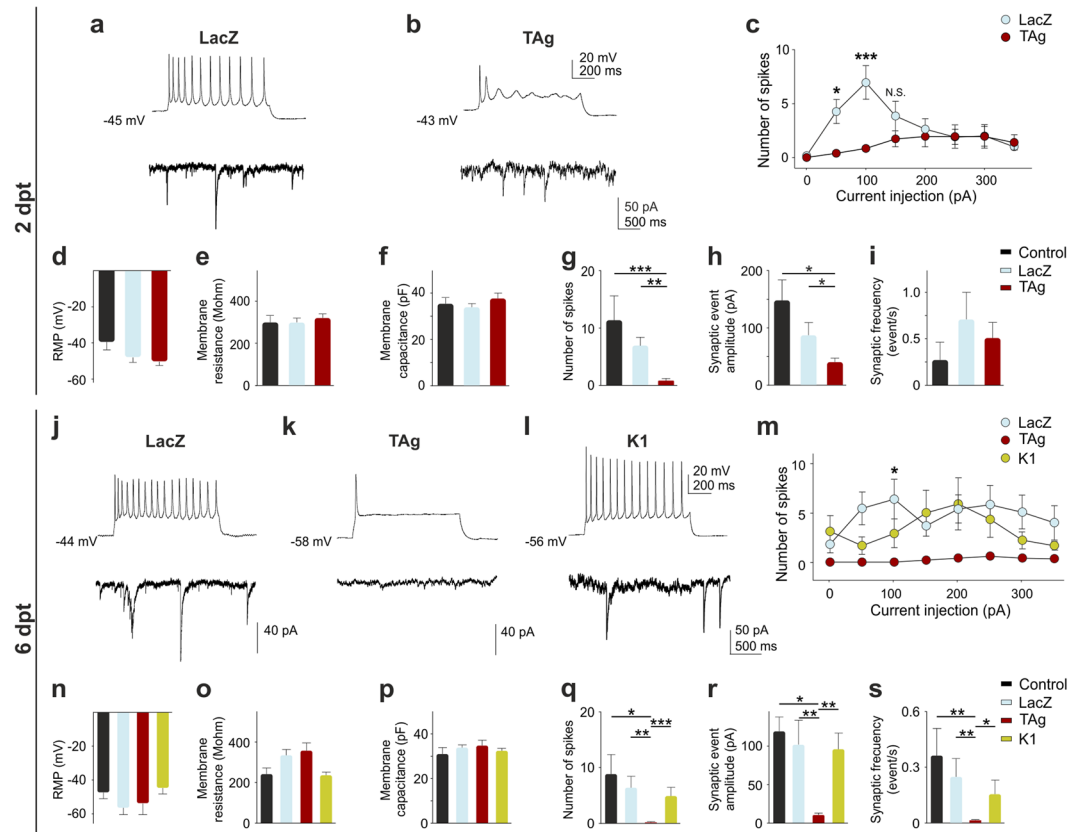 2 dpt
a
LacZ
-45 mV
b
TAg
20 mV
200 ms
-43 mV
50 pA
500 ms
c
LacZ
TAg
Number of spikes
10
5
0
*
***
N.S.
0
100
200
300
Current injection (pA)
d
RMP (mV)
-20
-40
-60
e
Membrane
resistance (Mohm)
400
200
0
f
Membrane
capacitance (pF)
40
20
0
g
Number of spikes
20
10
0
***
**
h
Synaptic event
amplitude (pA)
200
100
0
*
*
i
Synaptic frecuency
(event/s)
1.0
0.5
0.0
Control
LacZ
TAg
6 dpt
j
LacZ
-44 mV
40 pA
k
TAg
-58 mV
40 pA
l
K1
20 mV
200 ms
-56 mV
50 pA
500 ms
m
LacZ
TAg
K1
Number of spikes
10
5
0
*
0
100
200
300
Current injection (pA)
n
RMP (mV)
-20
-40
-60
o
Membrane
resistance (Mohm)
400
200
0
p
Membrane
capacitance (pF)
40
20
0
q
Number of spikes
20
10
0
*
**
***
r
Synaptic event
amplitude (pA)
100
50
0
*
**
**
s
Synaptic frecuency
(event/s)
0.6
0.3
0.0
**
**
*
Control
LacZ
TAg
K1